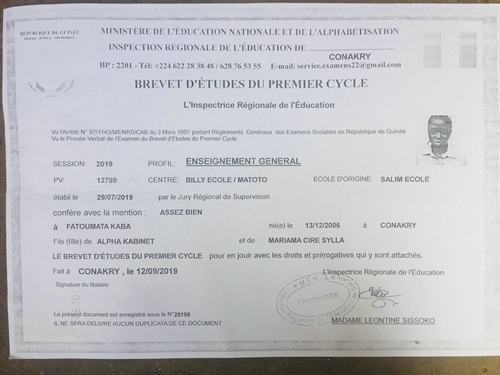 RÉPUBLIQUE DE GUINÉE
MINISTÈRE DE L'ÉDUCATION NATIONALE ET DE L'ALPHABETISATION
INSPECTION RÉGIONALE DE L'ÉDUCATION DE CONAKRY
BP : 2201 - Tél: +224 622 28 38 48 / 628 76 53 55 E-mail: service.examens22@gmail.com
BREVET D'ÉTUDES DU PREMIER CYCLE
L'Inspectrice Régionale de l'Éducation
Vu l'Arrêté N° 97/1143/MENRS/CAB du 3 Mars 1997 portant Réglements Généraux des Examens Scolaires en République de Guinée
Vu le Procès-Verbal de l'Examen du Brevet d'Etudes du Premier Cycle
SESSION: 2019 PROFIL: ENSEIGNEMENT GENERAL
PV: 12789 CENTRE: BILLY ECOLE / MATOTO ECOLE D'ORIGINE: SALIM ECOLE
établi le 29/07/2019 par le Jury Régional de Supervision
confère avec la mention : ASSEZ BIEN
à FATOUMATA KABA né(e) le 13/12/2006 à CONAKRY
Fils (fille) de ALPHA KABINET et de MARIAMA CIRE SYLLA
LE BREVET D'ÉTUDES DU PREMIER CYCLE pour en jouir avec les droits et prérogatives qui y sont attachés.
Fait à CONAKRY , le 12/09/2019 L'Inspectrice Régionale de l'Éducation
Signature du titulaire
l'Inspectrice
Le présent document est enregistré sous le N°29199
IL NE SERA DELIVRE AUCUN DUPLICATA DE CE DOCUMENT
MADAME LEONTINE SISSOKO